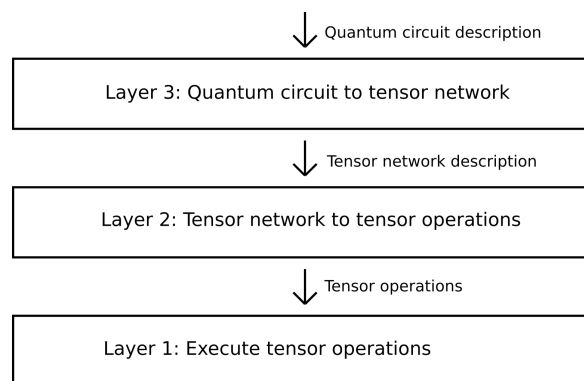 Quantum circuit description
Layer 3: Quantum circuit to tensor network
Tensor network description
Layer 2: Tensor network to tensor operations
Tensor operations
Layer 1: Execute tensor operations